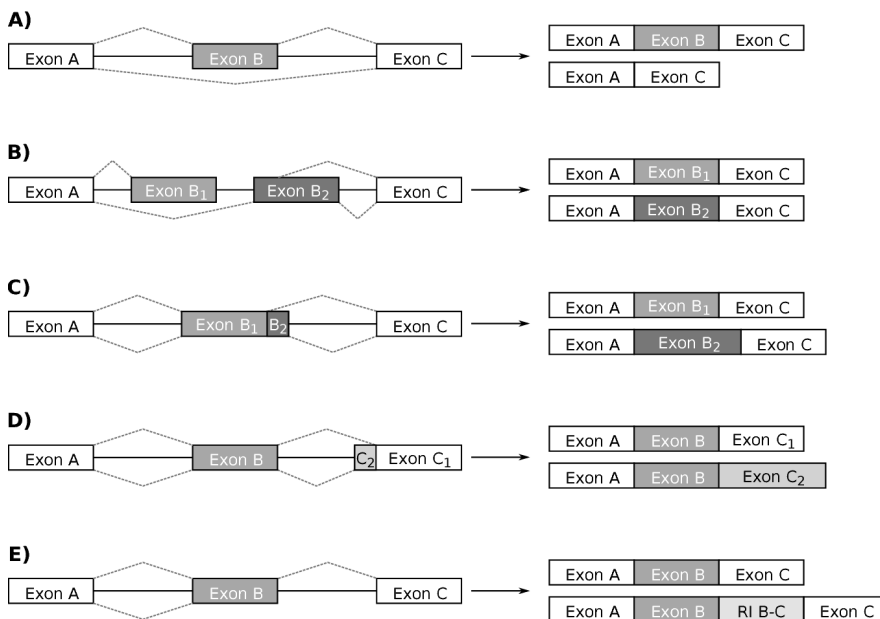 A)
Exon A Exon B Exon C
Exon A Exon B Exon C
Exon A Exon C
B)
Exon A Exon B₁ Exon B₂ Exon C
Exon A Exon B₁ Exon C
Exon A Exon B₂ Exon C
C)
Exon A Exon B₁ B₂ Exon C
Exon A Exon B₁ Exon C
Exon A Exon B₂ Exon C
D)
Exon A Exon B C₂ Exon C₁
Exon A Exon B Exon C₁
Exon A Exon B Exon C₂
E)
Exon A Exon B Exon C
Exon A Exon B Exon C
Exon A Exon B RI B-C Exon C